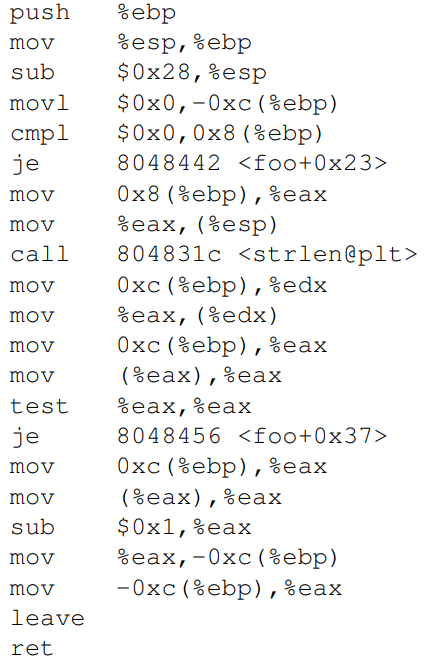 push %ebp
mov %esp,%ebp
sub $0x28,%esp
movl $0x0,-0xc(%ebp)
cmpl $0x0,0x8(%ebp)
je 8048442 <foo+0x23>
mov 0x8(%ebp),%eax
mov %eax,(%esp)
call 804831c <strlen@plt>
mov 0xc(%ebp),%edx
mov %eax,(%edx)
mov 0xc(%ebp),%eax
mov (%eax),%eax
test %eax,%eax
je 8048456 <foo+0x37>
mov 0xc(%ebp),%eax
mov (%eax),%eax
sub $0x1,%eax
mov %eax,-0xc(%ebp)
mov -0xc(%ebp),%eax
leave
ret